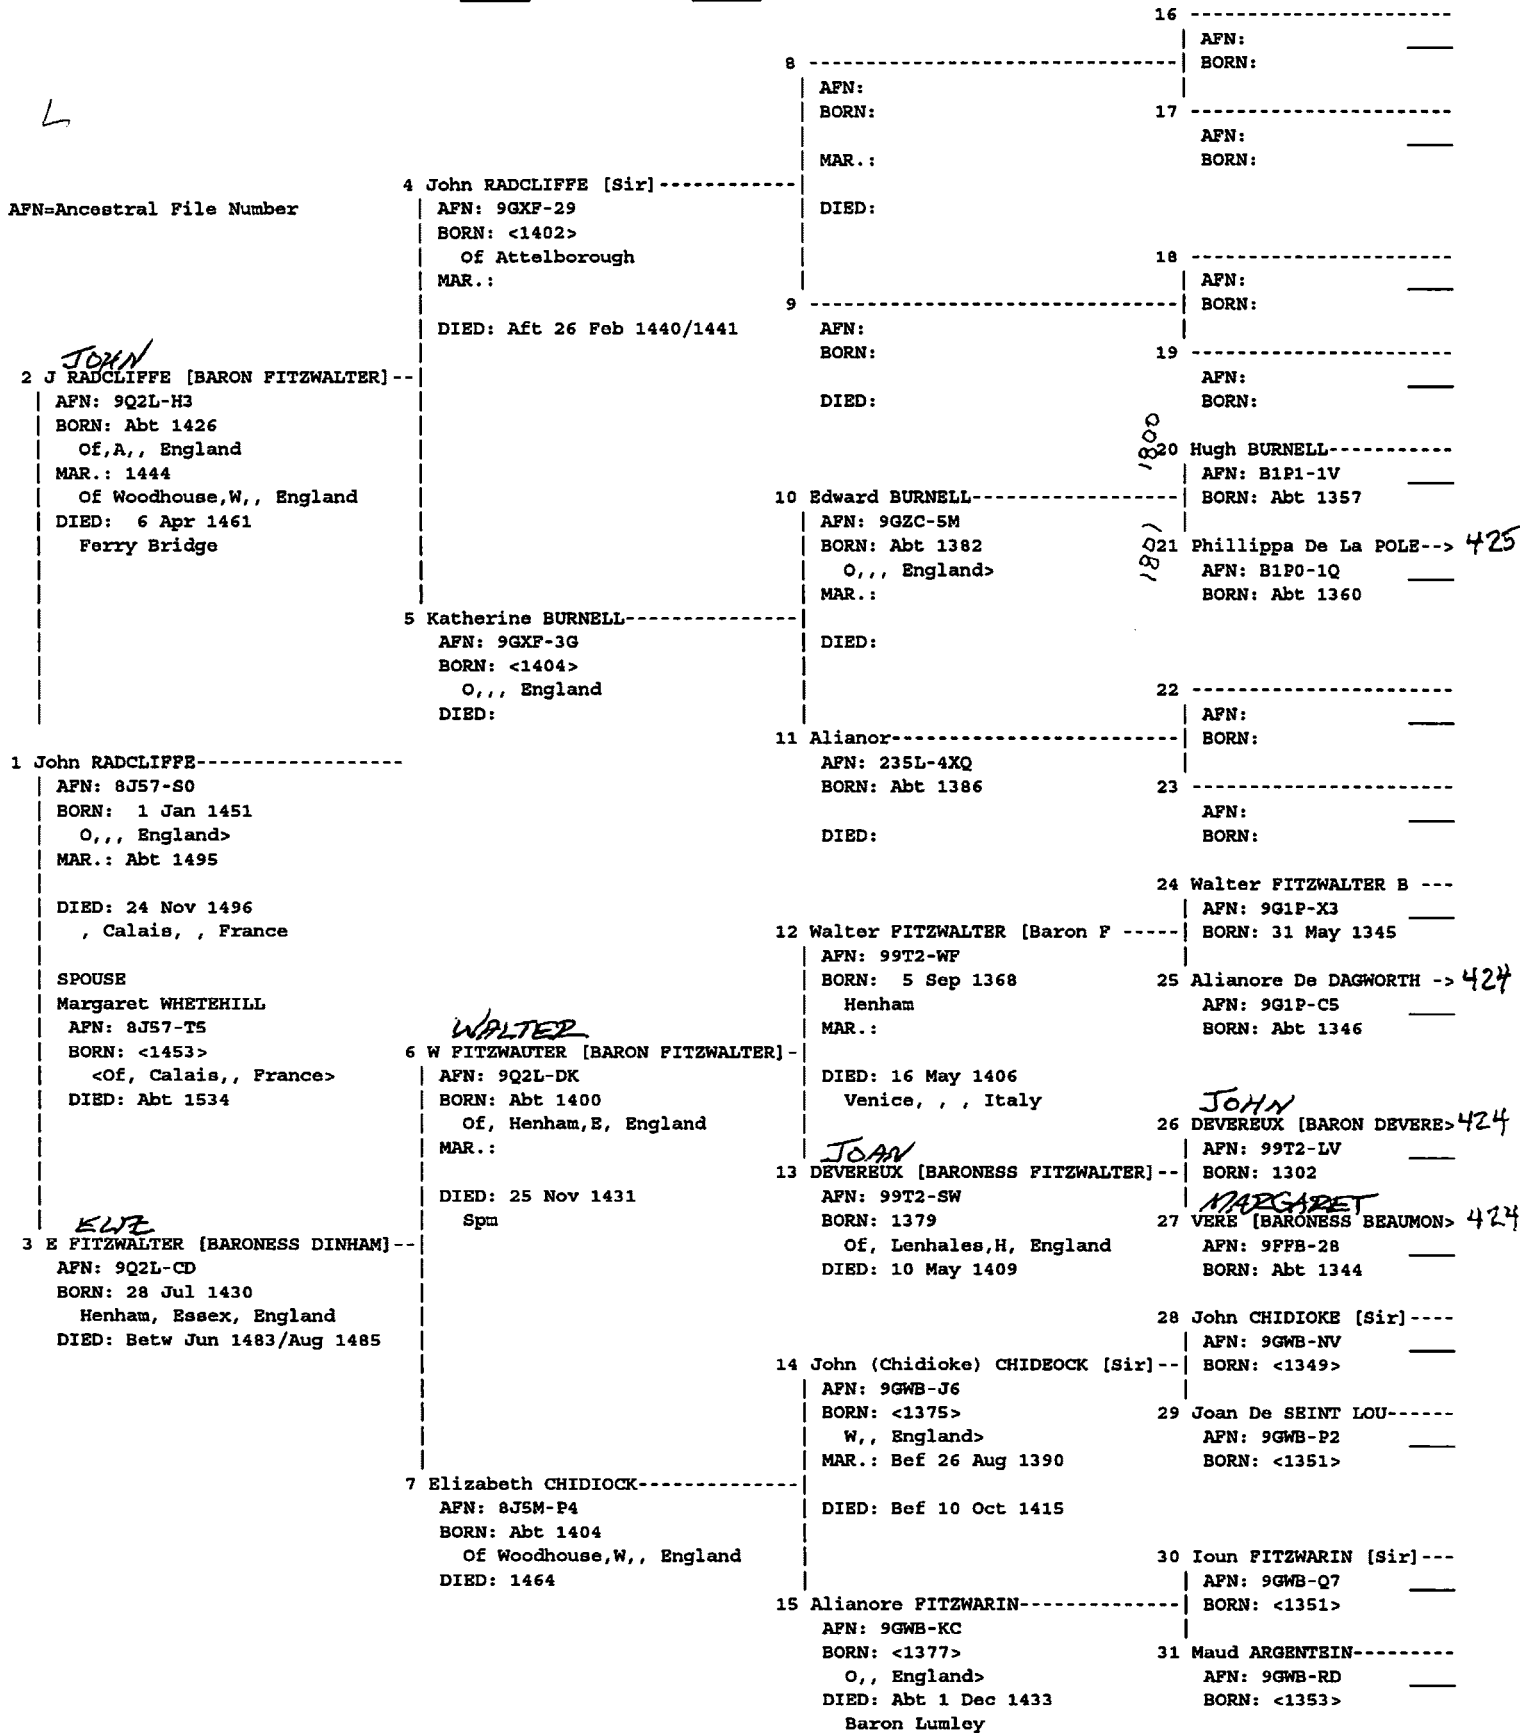 AFN=Ancestral File Number
1 John RADCLIFFE
AFN: 8J57-S0
BORN: 1 Jan 1451
O,,, England>
MAR.: Abt 1495
DIED: 24 Nov 1496
, Calais, , France
SPOUSE
Margaret WHETEHILL
AFN: 8J57-T5
BORN: <1453>
<Of, Calais,, France>
DIED: Abt 1534
JOHN
2 J RADCLIFFE [BARON FITZWALTER]--
AFN: 9Q2L-H3
BORN: Abt 1426
Of,A,, England
MAR.: 1444
Of Woodhouse,W,, England
DIED: 6 Apr 1461
Ferry Bridge
ELIZ
3 E FITZWALTER [BARONESS DINHAM]--
AFN: 9Q2L-CD
BORN: 28 Jul 1430
Henham, Essex, England
DIED: Betw Jun 1483/Aug 1485
4 John RADCLIFFE [Sir]
AFN: 9GXF-29
BORN: <1402>
Of Attelborough
MAR.:
DIED: Aft 26 Feb 1440/1441
5 Katherine BURNELL
AFN: 9GXF-3G
BORN: <1404>
O,,, England
DIED:
WALTER
6 W FITZWAUTER [BARON FITZWALTER]-
AFN: 9Q2L-DK
BORN: Abt 1400
Of, Henham,E, England
MAR.:
DIED: 25 Nov 1431
Spm
7 Elizabeth CHIDIOCK
AFN: 8J5M-P4
BORN: Abt 1404
Of Woodhouse,W,, England
DIED: 1464
8
AFN:
BORN:
MAR.:
DIED:
9
AFN:
BORN:
DIED:
10 Edward BURNELL
AFN: 9GZC-5M
BORN: Abt 1382
O,,, England>
MAR.:
DIED:
11 Alianor
AFN: 235L-4XQ
BORN: Abt 1386
DIED:
12 Walter FITZWALTER [Baron F -----
AFN: 99T2-WF
BORN: 5 Sep 1368
Henham
MAR.:
DIED: 16 May 1406
Venice, , , Italy
JOAN
13 DEVEREUX [BARONESS FITZWALTER]--
AFN: 99T2-SW
BORN: 1379
Of, Lenhales,H, England
DIED: 10 May 1409
14 John (Chidioke) CHIDEOCK [Sir]--
AFN: 9GWB-J6
BORN: <1375>
W,, England>
MAR.: Bef 26 Aug 1390
DIED: Bef 10 Oct 1415
15 Alianore FITZWARIN
AFN: 9GWB-KC
BORN: <1377>
O,, England>
DIED: Abt 1 Dec 1433
Baron Lumley
16
AFN:
BORN:
17
AFN:
BORN:
18
AFN:
BORN:
19
AFN:
BORN:
1800
20 Hugh BURNELL
AFN: B1P1-1V
BORN: Abt 1357
1801
21 Phillippa De La POLE--> 425
AFN: B1P0-1Q
BORN: Abt 1360
22
AFN:
BORN:
23
AFN:
BORN:
24 Walter FITZWALTER B ---
AFN: 9G1P-X3
BORN: 31 May 1345
25 Alianore De DAGWORTH -> 424
AFN: 9G1P-C5
BORN: Abt 1346
JOHN
26 DEVEREUX [BARON DEVERE> 424
AFN: 99T2-LV
BORN: 1302
MARGARET
27 VERE [BARONESS BEAUMON> 424
AFN: 9FFB-28
BORN: Abt 1344
28 John CHIDIOKE [Sir]----
AFN: 9GWB-NV
BORN: <1349>
29 Joan De SEINT LOU------
AFN: 9GWB-P2
BORN: <1351>
30 Ioun FITZWARIN [Sir]---
AFN: 9GWB-Q7
BORN: <1351>
31 Maud ARGENTEIN---------
AFN: 9GWB-RD
BORN: <1353>